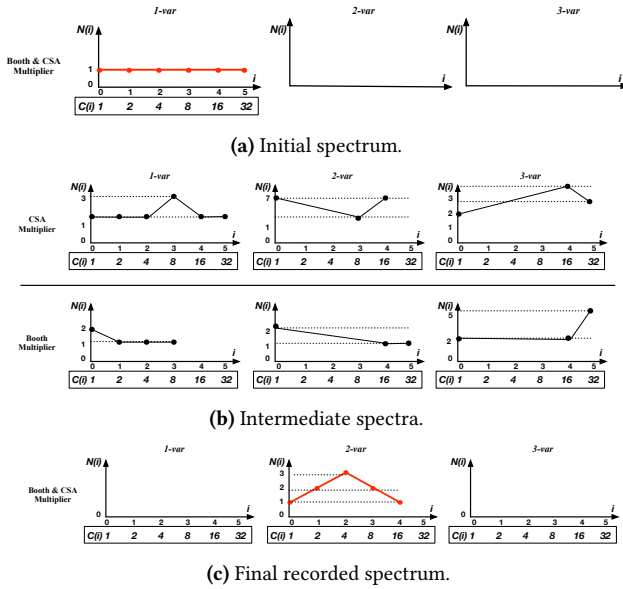 1-var 2-var 3-var
N(i) N(i) N(i)
Booth & CSA
Multiplier
1
0
i i i
0 1 2 3 4 5
C(i) 1 2 4 8 16 32
(a) Initial spectrum.
1-var 2-var 3-var
N(i) N(i) N(i)
CSA
Multiplier
3 7 4
3
2
1 1 1
0 0 0
i i i
0 1 2 3 4 5 0 3 4 5 0 4 5
C(i) 1 2 4 8 16 32 C(i) 1 2 4 8 16 32 C(i) 1 2 4 8 16 32
N(i) N(i) N(i)
Booth
Multiplier
5
2 2 2
1 1
0 0 0
i i i
0 1 2 3 4 5 0 4 5 0 4 5
C(i) 1 2 4 8 16 32 C(i) 1 2 4 8 16 32 C(i) 1 2 4 8 16 32
(b) Intermediate spectra.
1-var 2-var 3-var
N(i) N(i) N(i)
Booth & CSA
Multiplier
3
2
1
0 0 0
i i i
0 1 2 3 4 5 0 1 2 3 4 5 0 1 2 3 4 5
C(i) 1 2 4 8 16 32 C(i) 1 2 4 8 16 32 C(i) 1 2 4 8 16 32
(c) Final recorded spectrum.